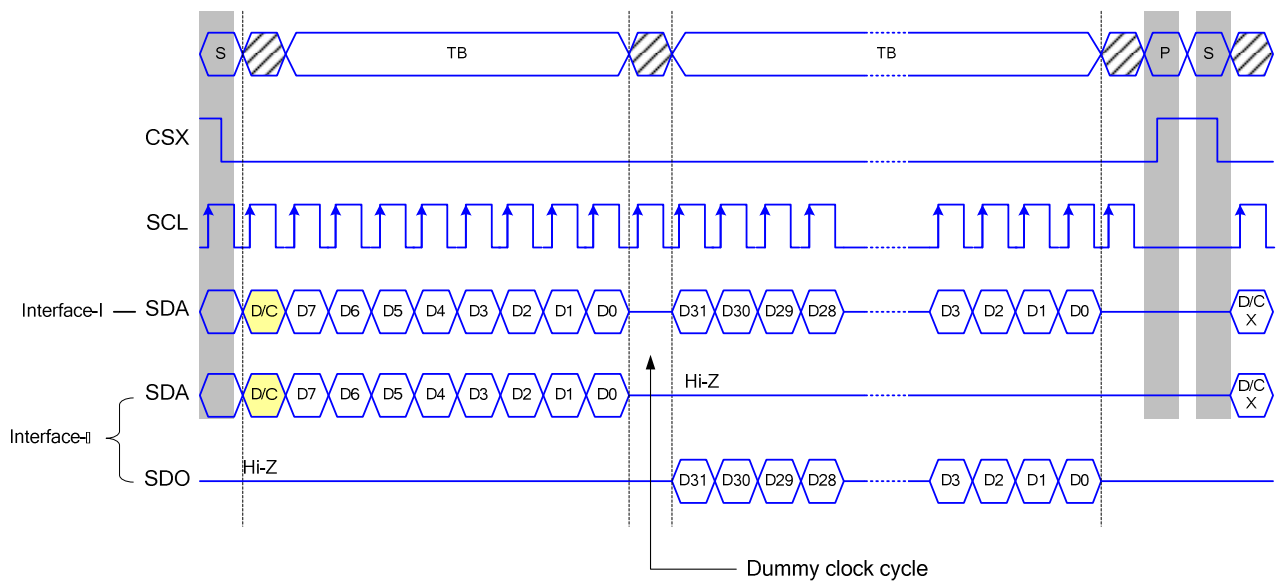 S TB TB P S
CSX
SCL
Interface-I SDA D/C D7 D6 D5 D4 D3 D2 D1 D0 D31 D30 D29 D28 D3 D2 D1 D0 D/C X
SDA D/C D7 D6 D5 D4 D3 D2 D1 D0 Hi-Z D/C X
Interface-▯
SDO Hi-Z D31 D30 D29 D28 D3 D2 D1 D0
Dummy clock cycle